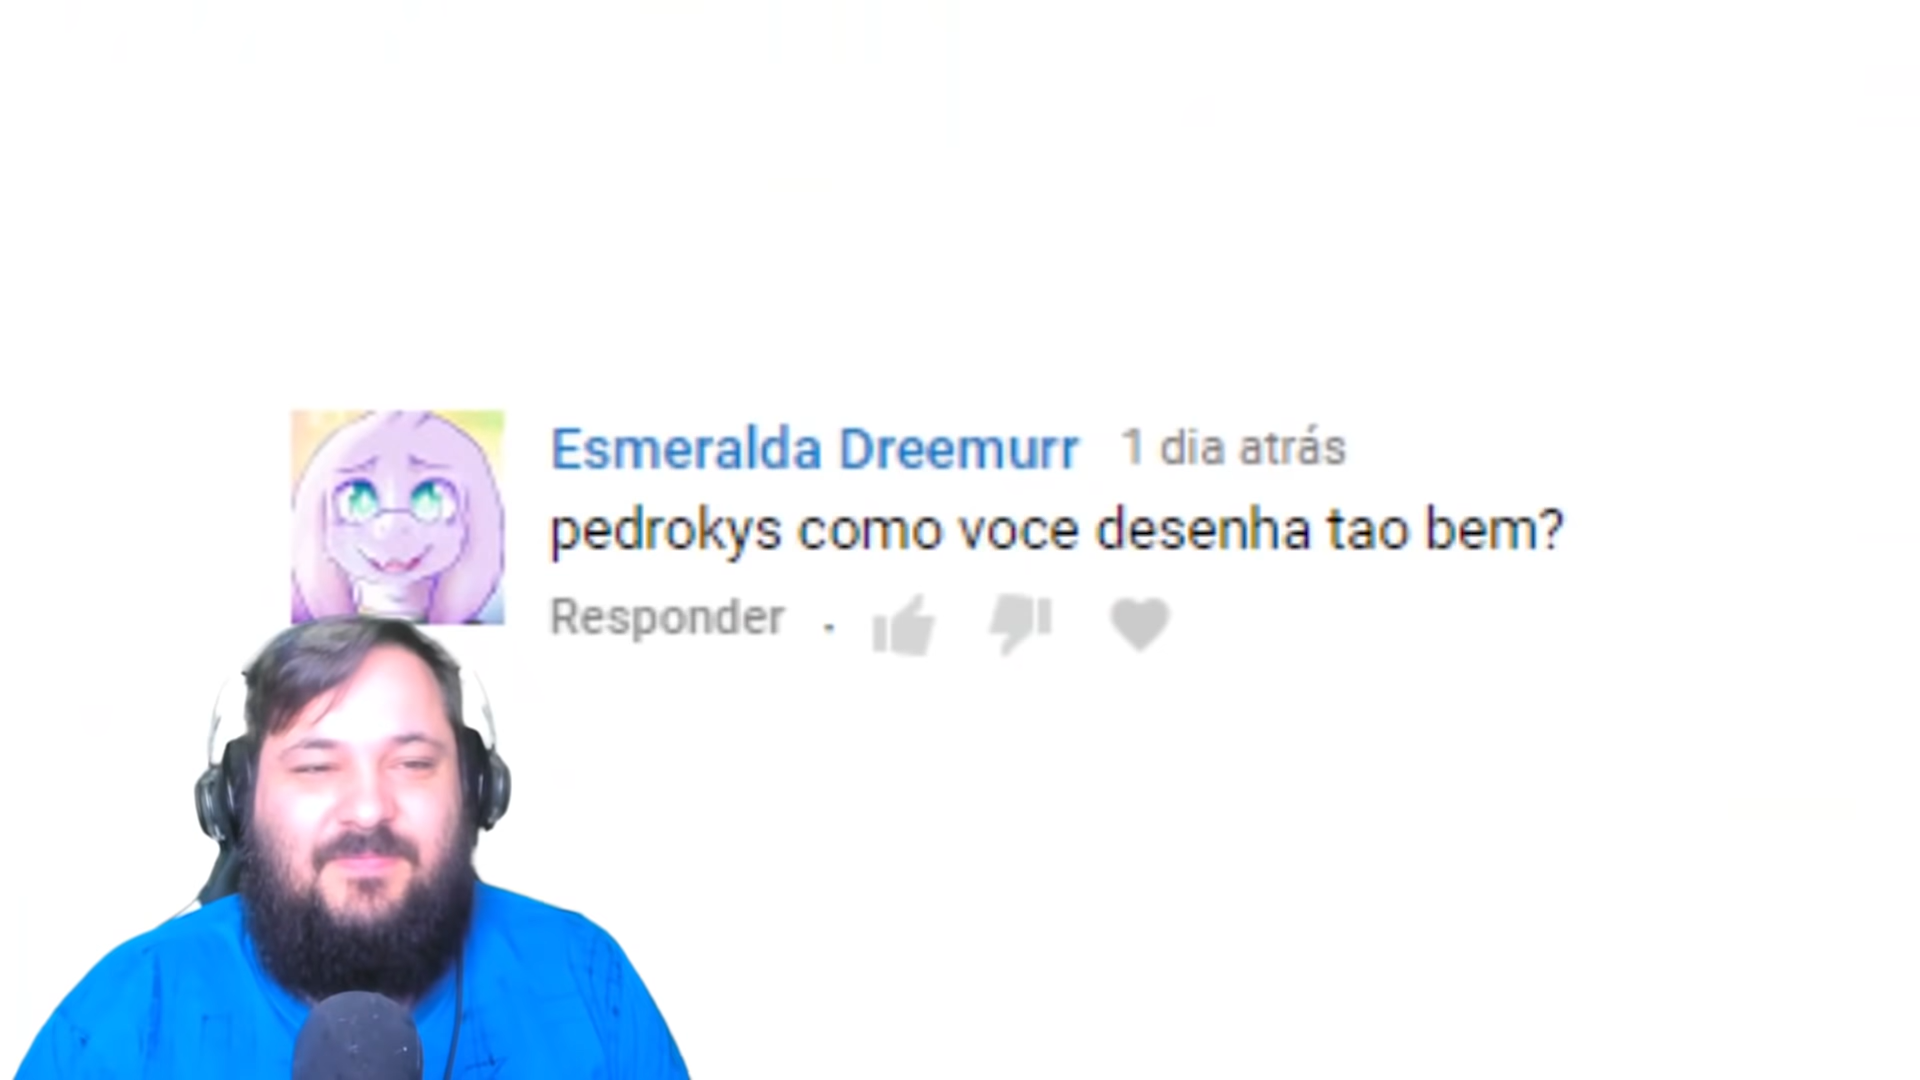 Esmeralda Dreemurr 1 dia atrás
pedrokys como voce desenha tao bem?
Responder .